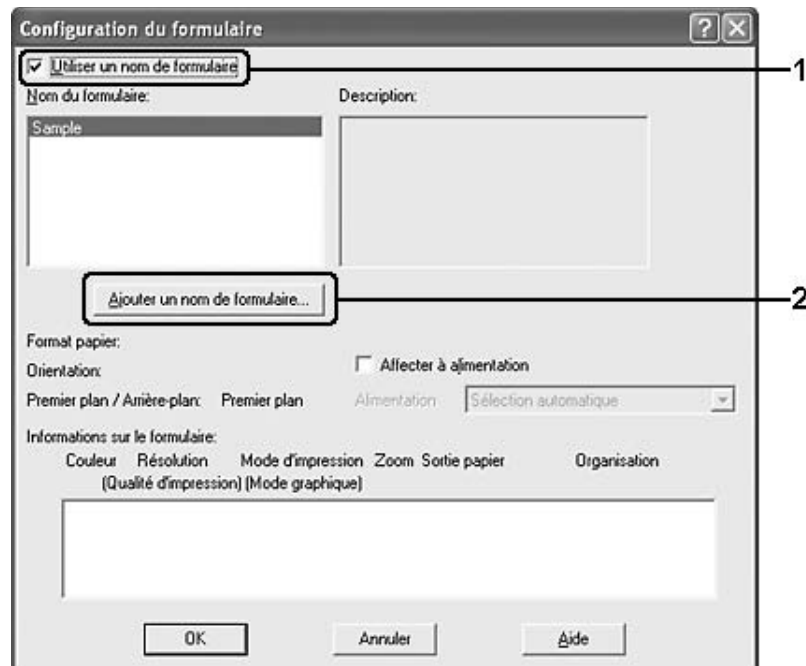 Configuration du formulaire
Utiliser un nom de formulaire
1
Nom du formulaire:
Description:
Sample
Ajouter un nom de formulaire...
2
Format papier:
Orientation:
Affecter à alimentation
Premier plan / Arrière-plan: Premier plan
Alimentation
Sélection automatique
Informations sur le formulaire:
Couleur Résolution Mode d'impression Zoom Sortie papier Organisation
(Qualité d'impression) (Mode graphique)
OK
Annuler
Aide